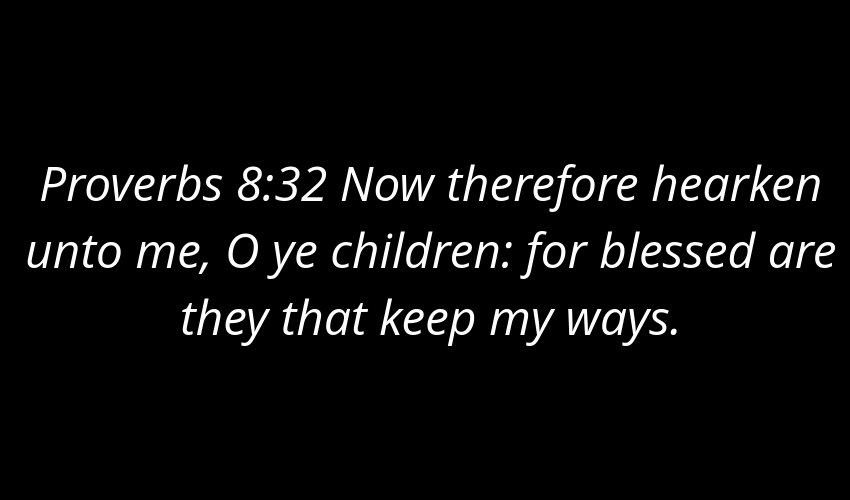 Proverbs 8:32 Now therefore hearken
unto me, O ye children: for blessed are
they that keep my ways.